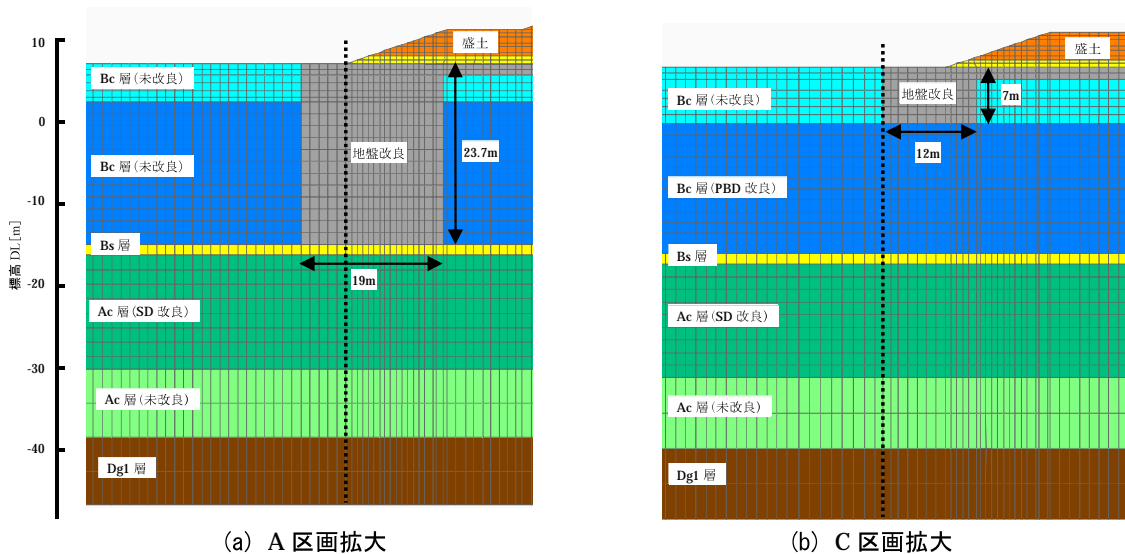 10
0
-10
-20
-30
-40
標高 DL[m]
盛土
Bc 層(未改良)
Bc 層(未改良)
地盤改良
23.7m
Bs 層
19m
Ac 層(SD 改良)
Ac 層(未改良)
Dg1 層
(a) A 区画拡大
盛土
Bc 層(未改良)
地盤改良
7m
12m
Bc 層(PBD 改良)
Bs 層
Ac 層(SD 改良)
Ac 層(未改良)
Dg1 層
(b) C 区画拡大